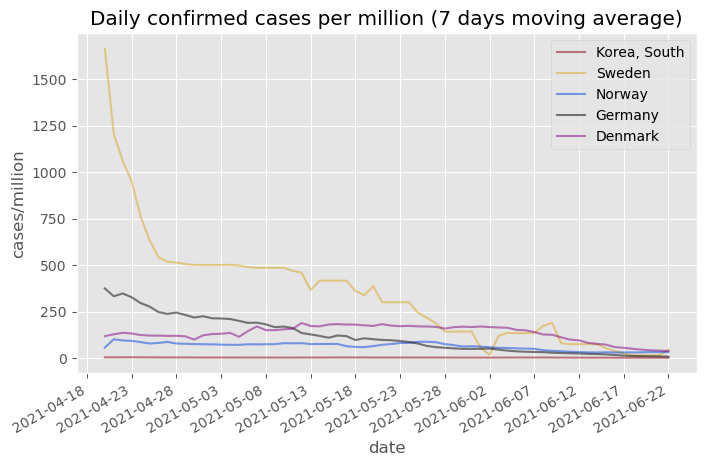 Daily confirmed cases per million (7 days moving average)
Korea, South
Sweden
Norway
Germany
Denmark
cases/million
1500
1250
1000
750
500
250
0
2021-04-18
2021-04-23
2021-04-28
2021-05-03
2021-05-08
2021-05-13
2021-05-18
2021-05-23
2021-05-28
2021-06-02
2021-06-07
2021-06-12
2021-06-17
2021-06-22
date